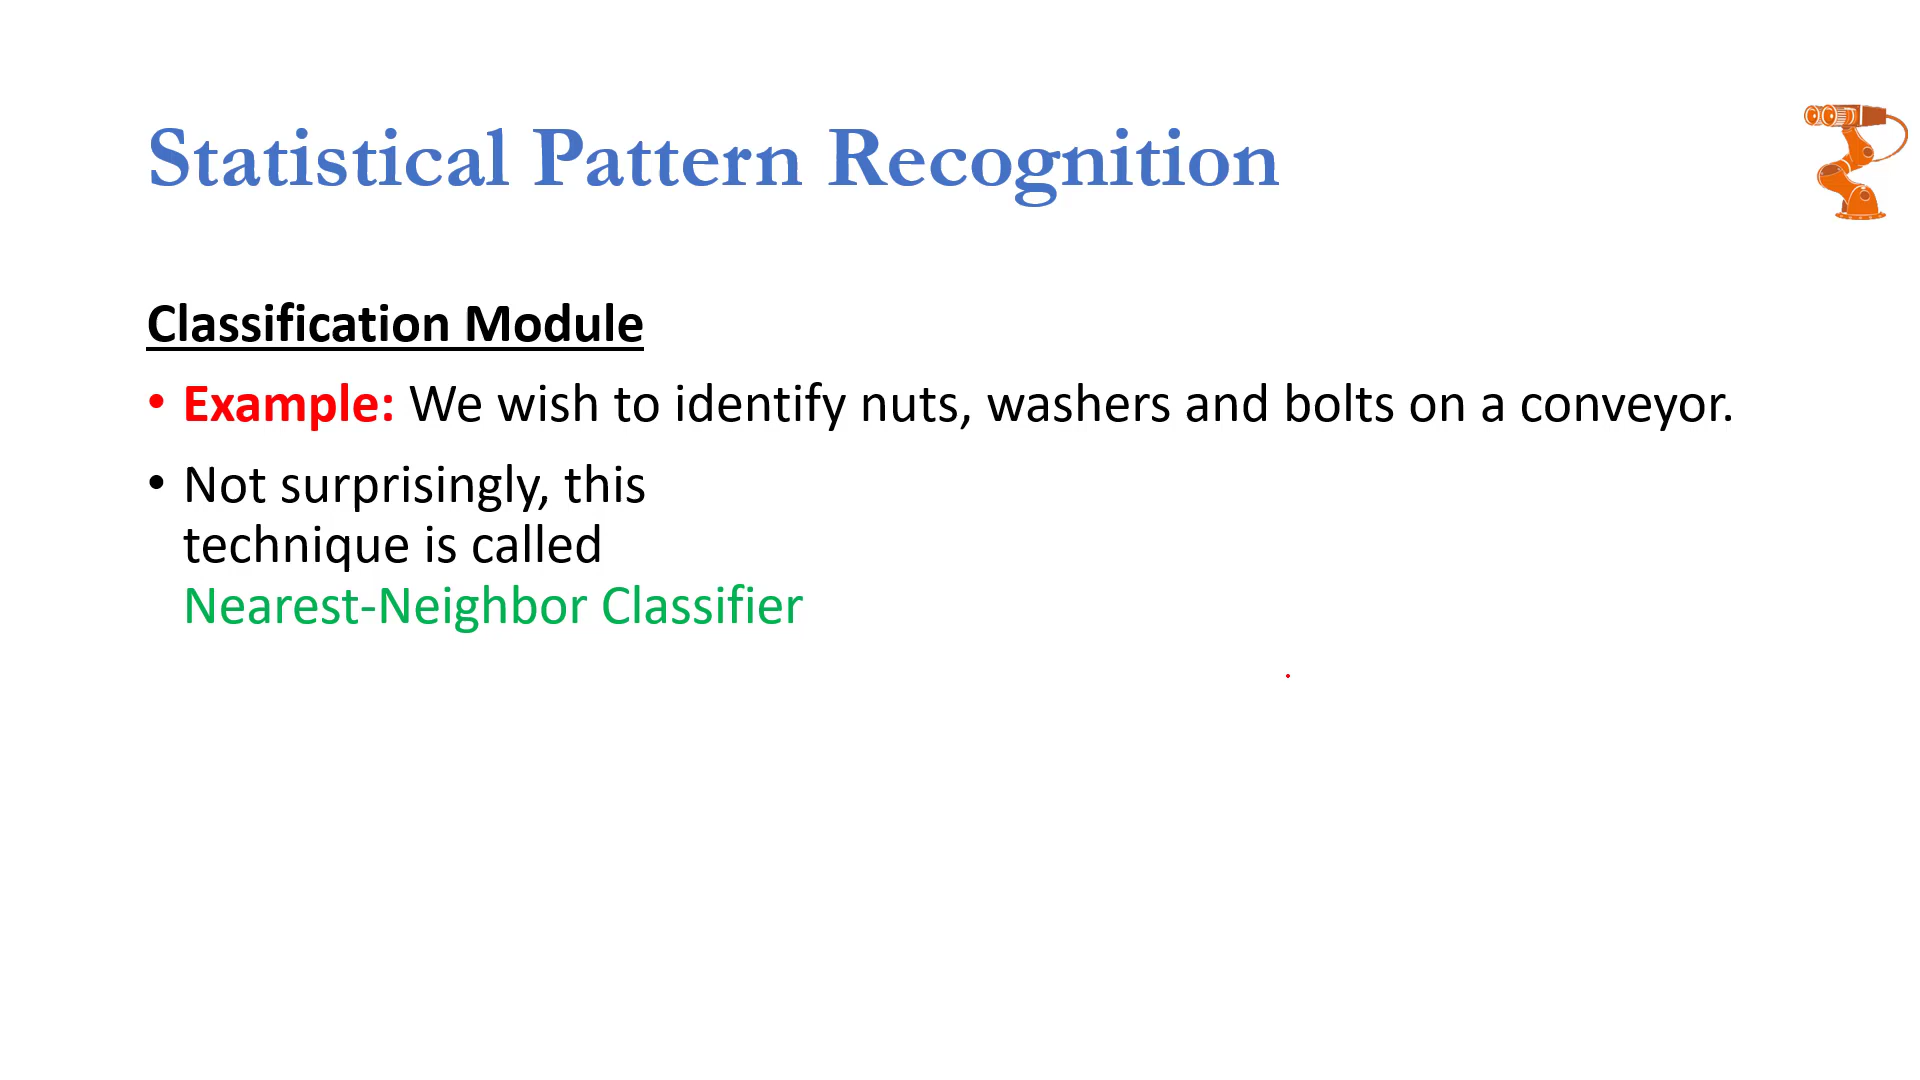 Statistical Pattern Recognition
Classification Module
• Example: We wish to identify nuts, washers and bolts on a conveyor.
• Not surprisingly, this
technique is called
Nearest-Neighbor Classifier